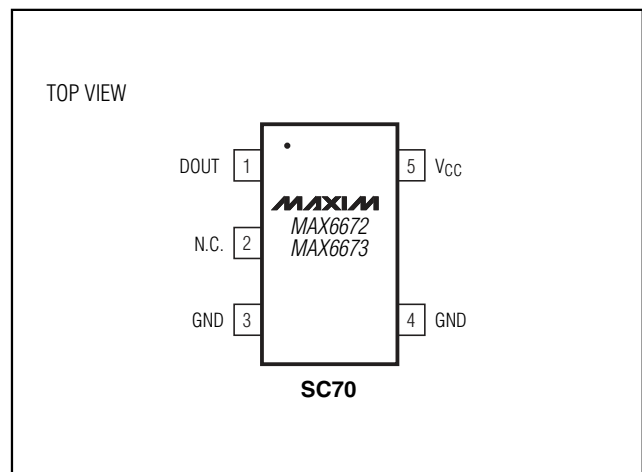 TOP VIEW
DOUT 1
5 VCC
MAXIM
MAX6672
MAX6673
N.C. 2
GND 3
4 GND
SC70